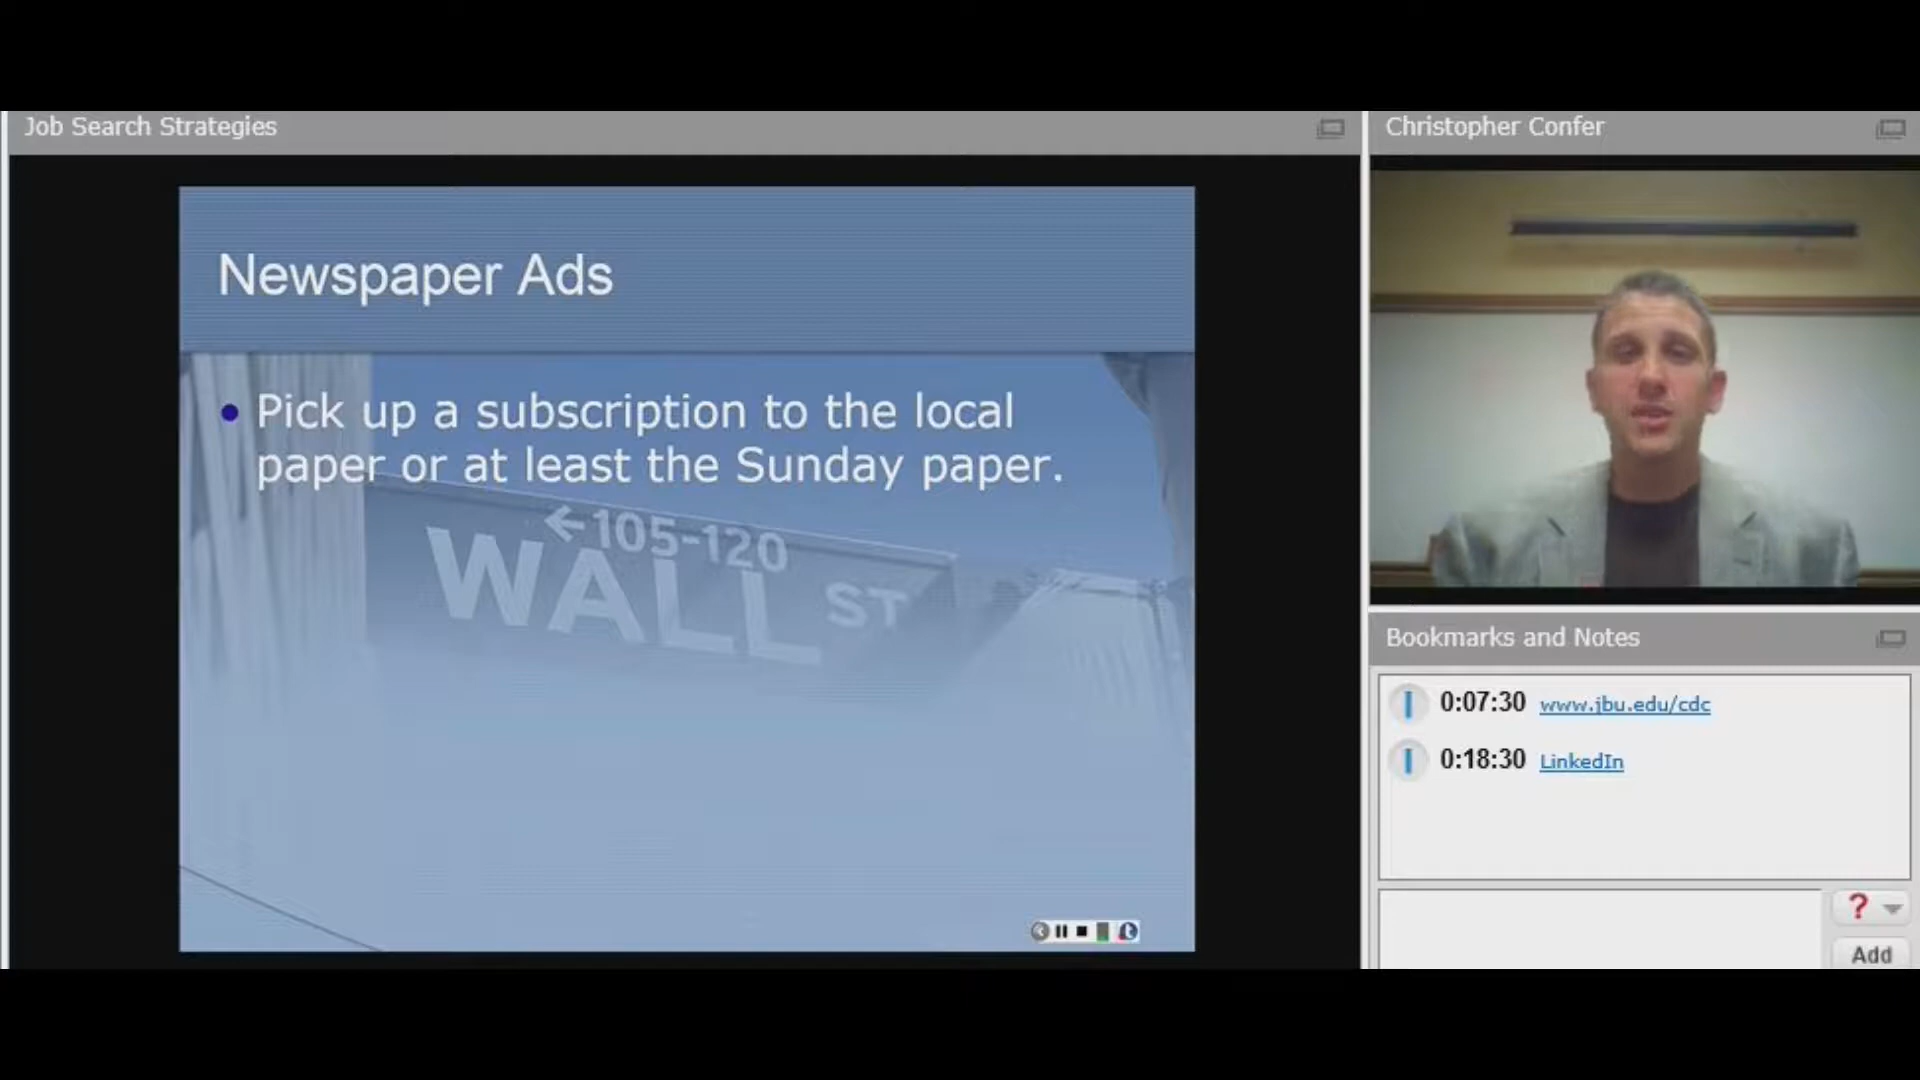 Job Search Strategies
Newspaper Ads
Pick up a subscription to the local
paper or at least the Sunday paper.
←105-120
WALL ST
Christopher Confer
Bookmarks and Notes
0:07:30 www.jbu.edu/cdc
0:18:30 LinkedIn
?
Add